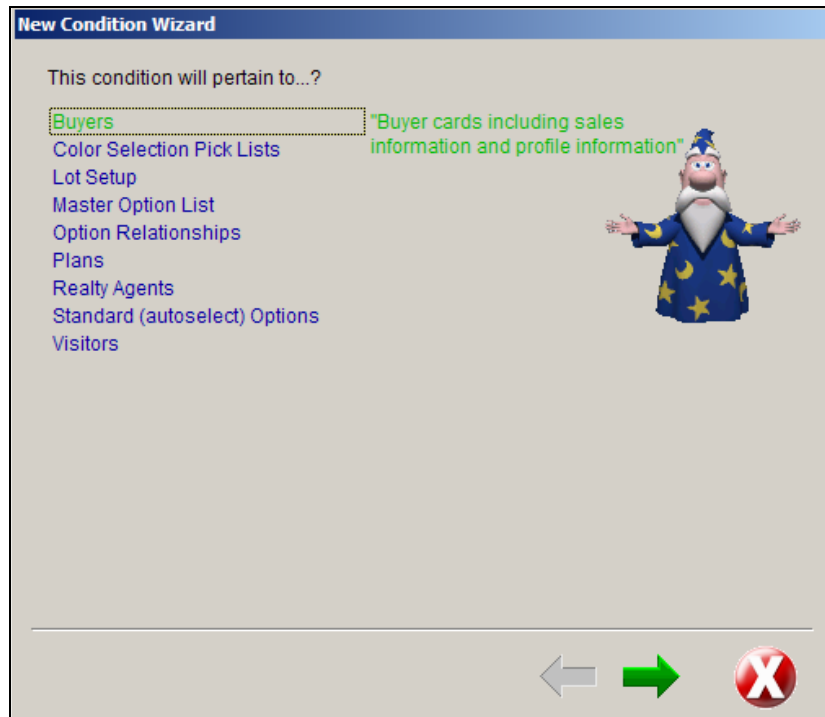 New Condition Wizard
This condition will pertain to...?
Buyers
"Buyer cards including sales
information and profile information"
Color Selection Pick Lists
Lot Setup
Master Option List
Option Relationships
Plans
Realty Agents
Standard (autoselect) Options
Visitors